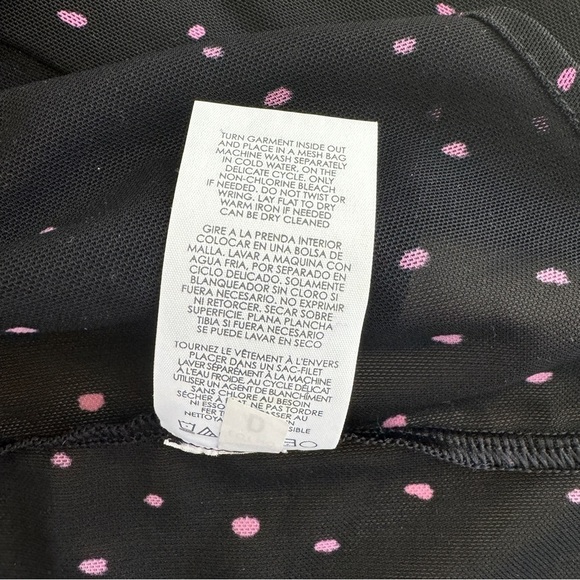 TURN GARMENT INSIDE OUT
AND PLACE IN A MESH BAG
MACHINE WASH SEPARATELY
IN COLD WATER. ON THE
DELICATE CYCLE. ONLY
NON-CHLORINE BLEACH
IF NEEDED. DO NOT TWIST OR
WRING. LAY FLAT TO DRY
WARM IRON IF NEEDED
CAN BE DRY CLEANED
GIRE A LA PRENDA INTERIOR
COLOCAR EN UNA BOLSA DE
MALLA. LAVAR A MAQUINA CON
AGUA FRIA, POR SEPARADO EN
CICLO DELICADO. SOLAMENTE
BLANQUEADOR SIN CLORO SI
FUERA NECESARIO. NO EXPRIMIR
NI RETORCER. SECAR SOBRE
SUPERFICIE. PLANA PLANCHA
TIBIA SI FUERA NECESARIO
SE PUEDE LAVAR EN SECO
TOURNEZ LE VÊTEMENT À L'ENVERS
PLACER DANS UN SAC-FILET
LAVER SÉPARÉMENT À LA MACHINE
À L'EAU FROIDE, AU CYCLE DÉLICAT
UTILISER UN AGENT DE BLANCHIMENT
SANS CHLORE AU BESOIN
SÉCHER À PLAT. NE PAS TORDRE
NI
FER
NETTOYA
0